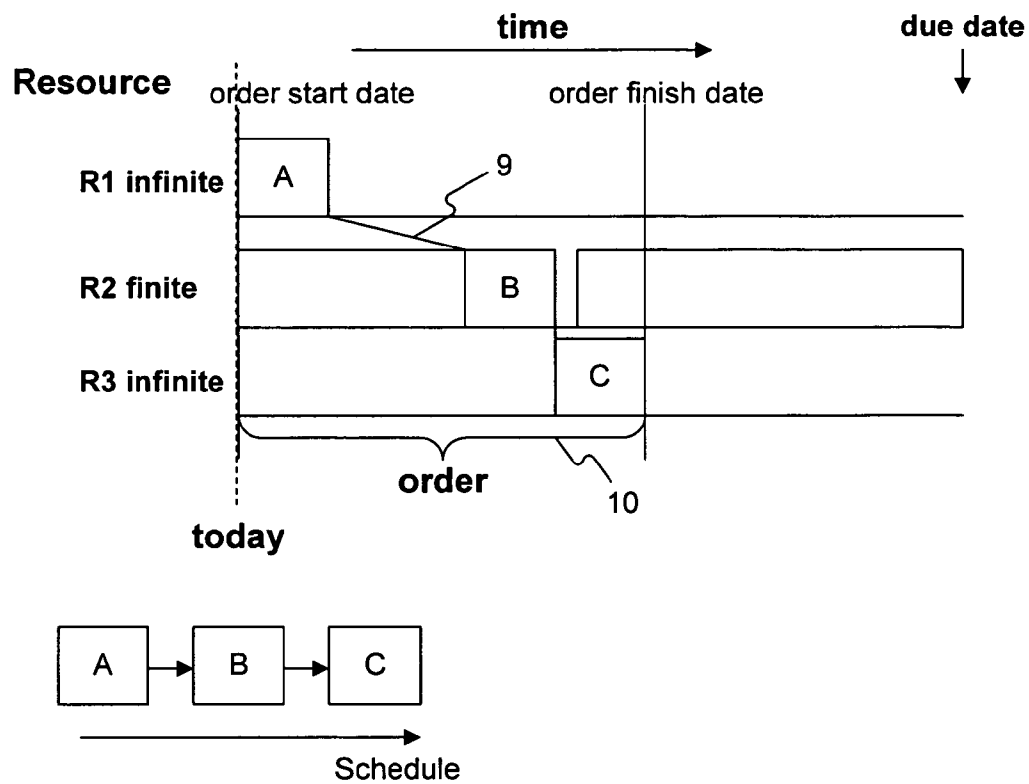 time
due date
Resource
order start date
order finish date
R1 infinite
A
9
R2 finite
B
R3 infinite
C
order
10
today
A
B
C
Schedule